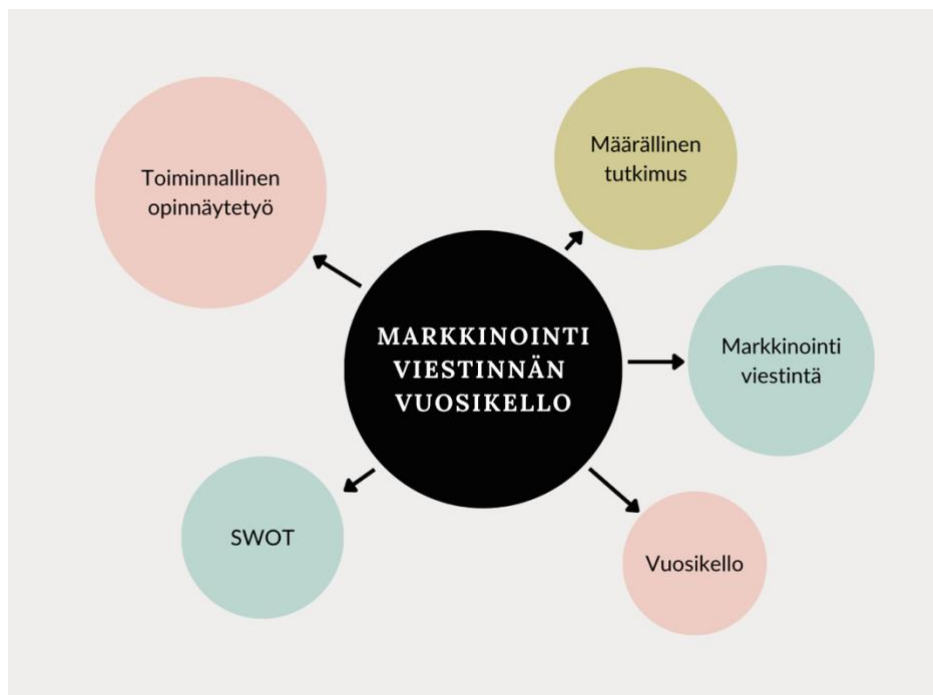 Toiminnallinen
opinnäytetyö
Määrällinen
tutkimus
MARKKINOINTI
VIESTINNÄN
VUOSIKELLO
Markkinointi
viestintä
SWOT
Vuosikello